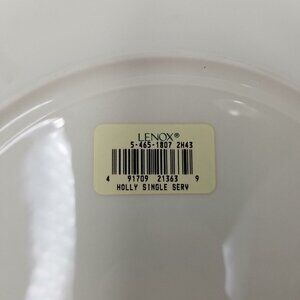 LENOX®
5-465-1807 2H43
4 91709 21363 9
HOLLY SINGLE SERV